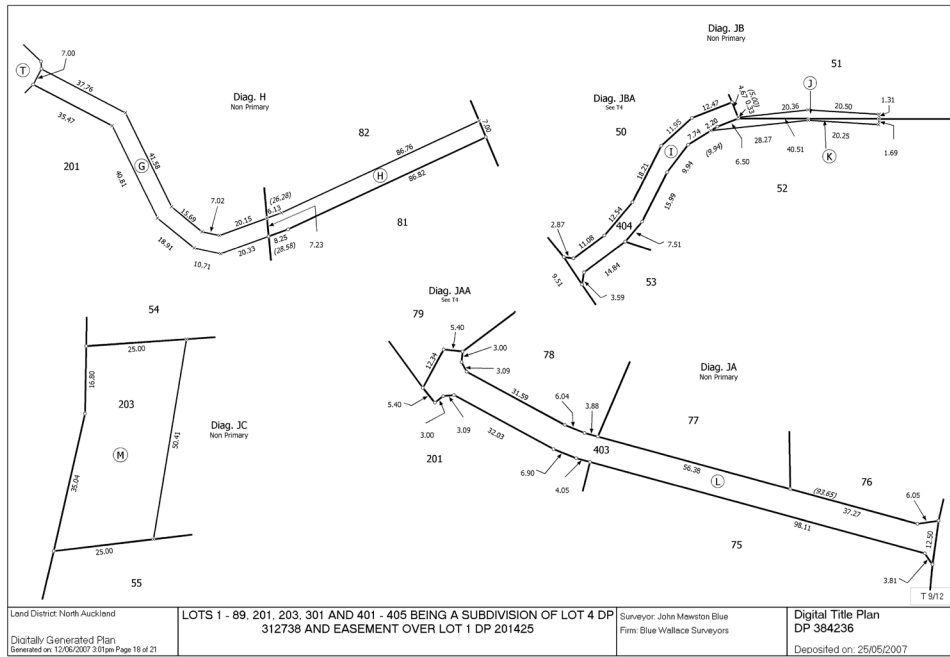 T
7.00
37.76
35.47
201
G
41.58
40.81
Diag. H
Non Primary
82
7.02
15.69
20.15
18.91
10.71
20.33
(26.28)
6.13
8.25
(28.58)
7.23
86.76
H
86.82
7.00
81
Diag. JB
Non Primary
51
Diag. JBA
See T4
50
12.47
4.67
0.33
(5.00)
J
20.36
20.50
1.31
11.95
I
7.74
2.20
(9.94)
6.50
28.27
40.51
20.25
K
1.69
52
18.21
9.94
15.99
12.54
404
7.51
2.87
11.08
14.84
9.51
3.59
53
54
25.00
16.80
203
M
50.41
Diag. JC
Non Primary
35.04
25.00
55
Diag. JAA
See T4
79
5.40
12.34
3.00
3.09
78
5.40
3.00
3.09
201
31.59
32.03
6.04
3.88
403
6.90
4.05
Diag. JA
Non Primary
77
56.38
L
(93.65)
76
37.27
6.05
98.11
12.50
75
3.81
T 9/12
Land District: North Auckland
Digitally Generated Plan
Generated on: 12/06/2007 3:01pm Page 18 of 21
LOTS 1 - 89, 201, 203, 301 AND 401 - 405 BEING A SUBDIVISION OF LOT 4 DP
312738 AND EASEMENT OVER LOT 1 DP 201425
Surveyor: John Mawston Blue
Firm: Blue Wallace Surveyors
Digital Title Plan
DP 384236
Deposited on: 25/05/2007